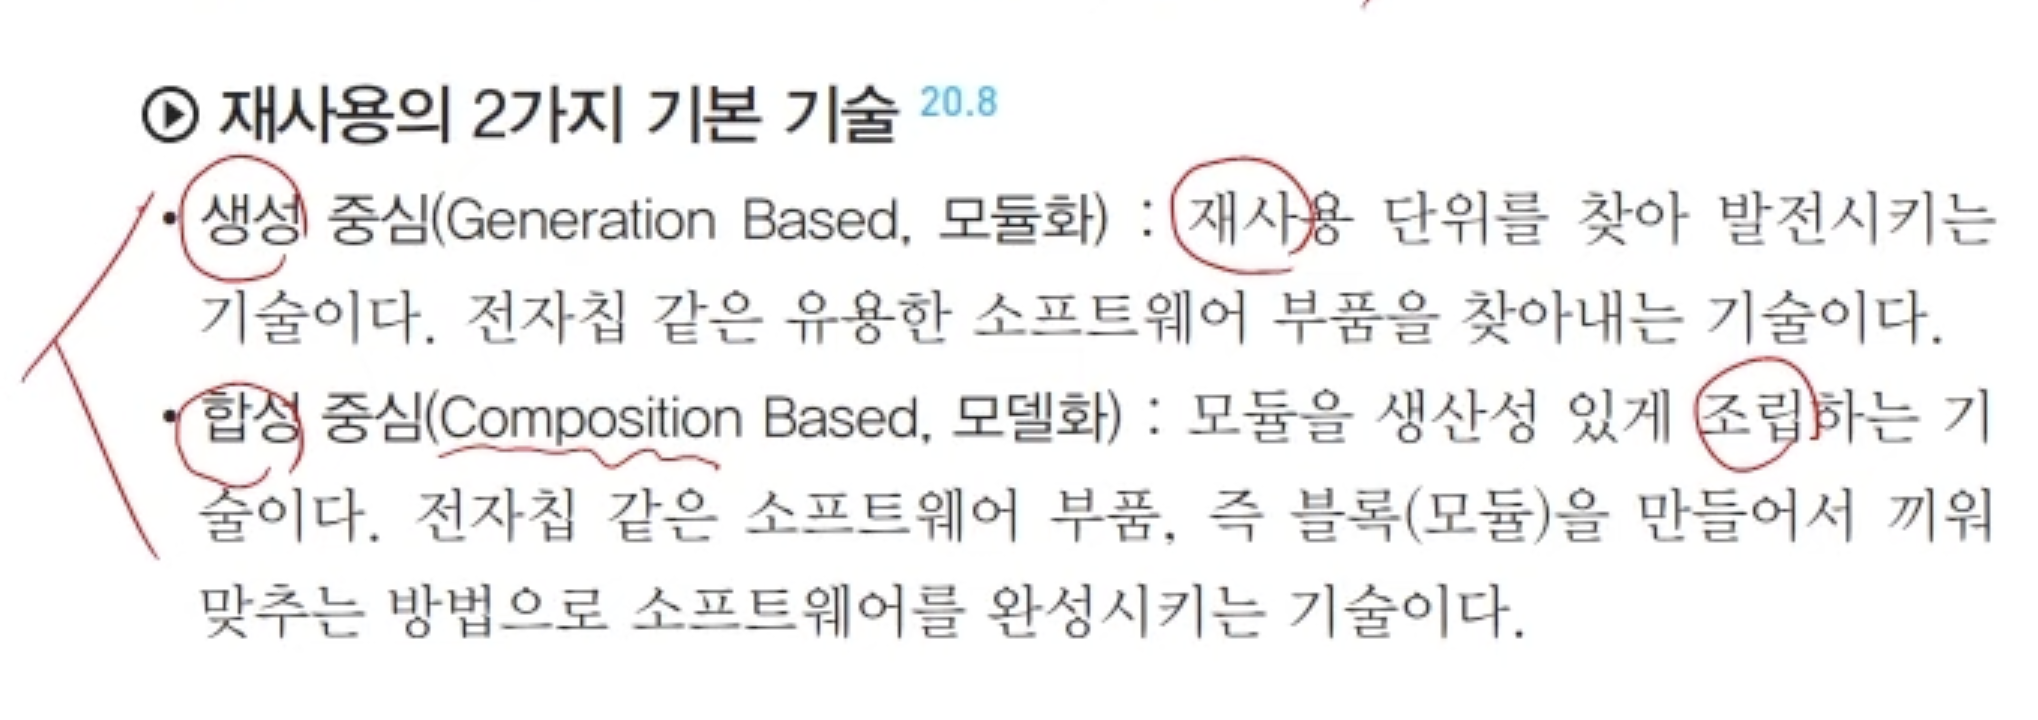 재사용의 2가지 기본 기술 20.8
• 생성 중심(Generation Based, 모듈화) : 재사용 단위를 찾아 발전시키는
기술이다. 전자칩 같은 유용한 소프트웨어 부품을 찾아내는 기술이다.
• 합성 중심(Composition Based, 모델화) : 모듈을 생산성 있게 조립하는 기
술이다. 전자칩 같은 소프트웨어 부품, 즉 블록(모듈)을 만들어서 끼워
맞추는 방법으로 소프트웨어를 완성시키는 기술이다.